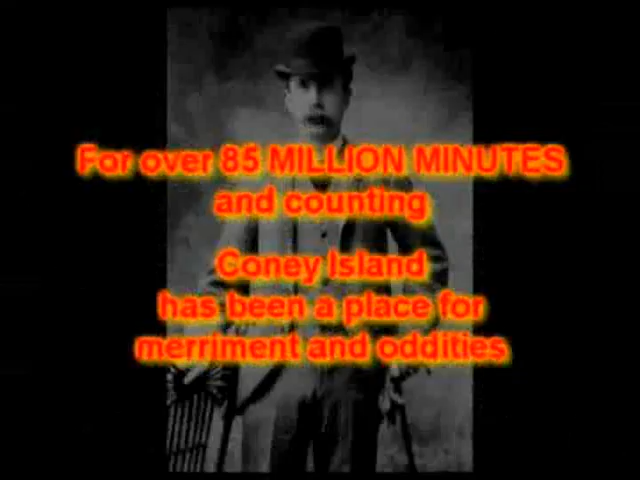 For over 85 MILLION MINUTES
and counting
Coney Island
has been a place for
merriment and oddities